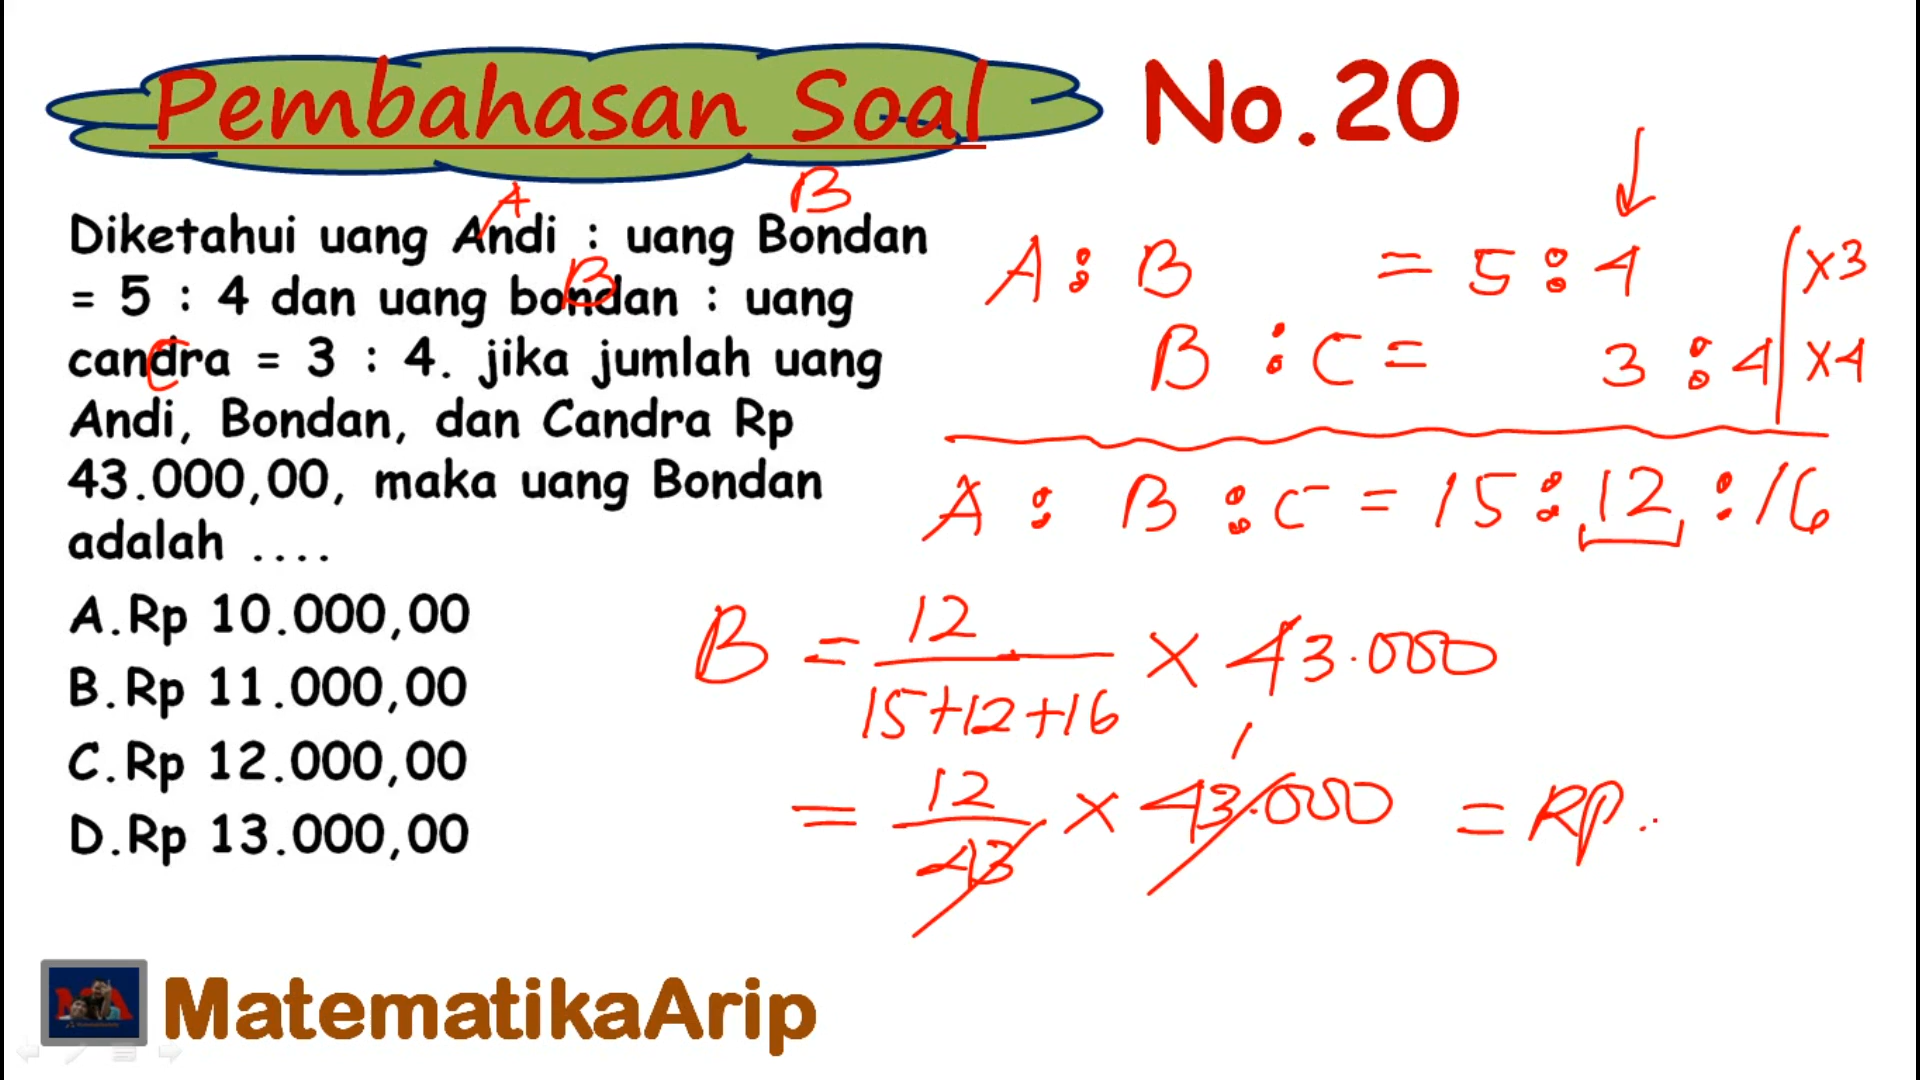 Pembahasan Soal No.20
A B
Diketahui uang Andi : uang Bondan
B
= 5 : 4 dan uang bondan : uang
C
candra = 3 : 4. jika jumlah uang
Andi, Bondan, dan Candra Rp
43.000,00, maka uang Bondan
adalah ....
A.Rp 10.000,00
B.Rp 11.000,00
C.Rp 12.000,00
D.Rp 13.000,00
A : B = 5 : 4 | x3
B : C = 3 : 4 | x4
A : B : C = 15 : 12 : 16
B = 12 / 15+12+16 x 43.000
1
= 12 / 43 x 43.000 = Rp.
MatematikaArip